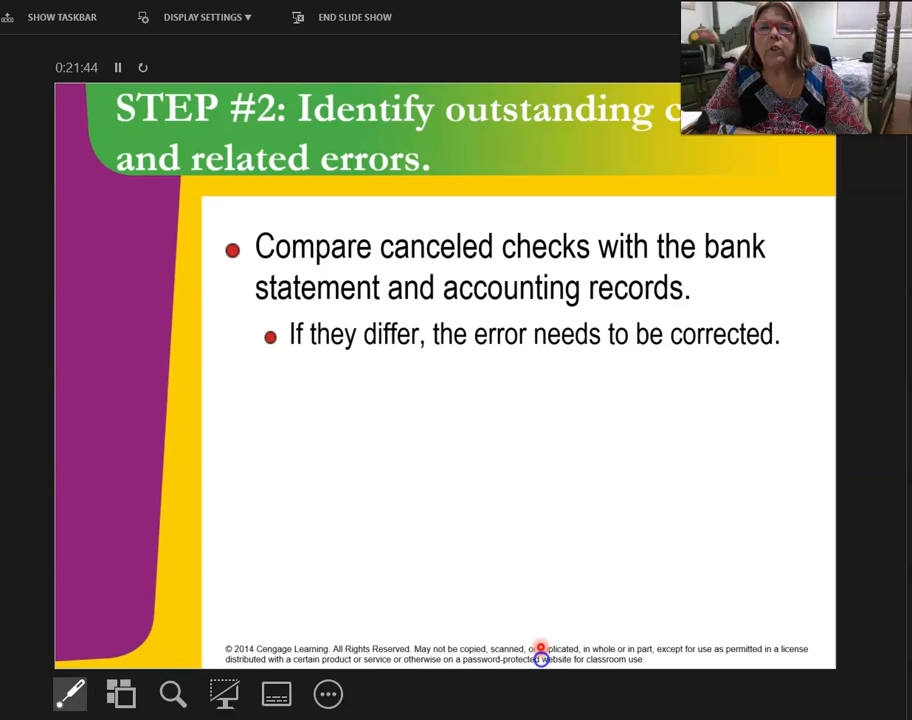 SHOW TASKBAR DISPLAY SETTINGS ▼ END SLIDE SHOW
0:21:44
STEP #2: Identify outstanding
and related errors.
Compare canceled checks with the bank
statement and accounting records.
If they differ, the error needs to be corrected.
© 2014 Cengage Learning. All Rights Reserved. May not be copied, scanned, or duplicated, in whole or in part, except for use as permitted in a license
distributed with a certain product or service or otherwise on a password-protected website for classroom use.